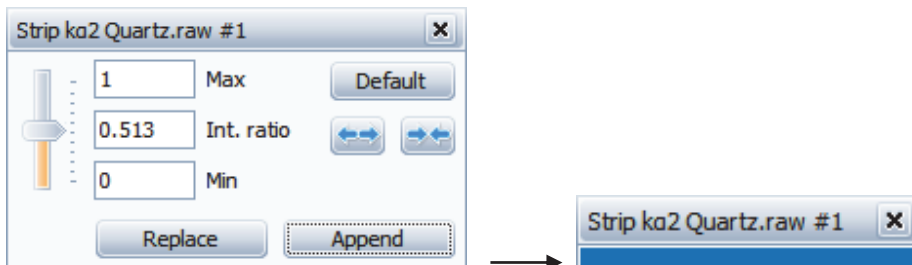 Strip kα2 Quartz.raw #1
1 Max Default
0.513 Int. ratio
0 Min
Replace Append
Strip kα2 Quartz.raw #1